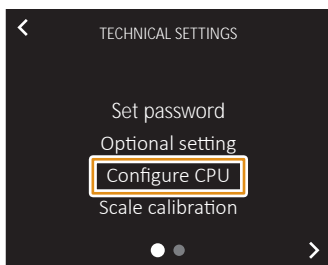 TECHNICAL SETTINGS
Set password
Optional setting
Configure CPU
Scale calibration